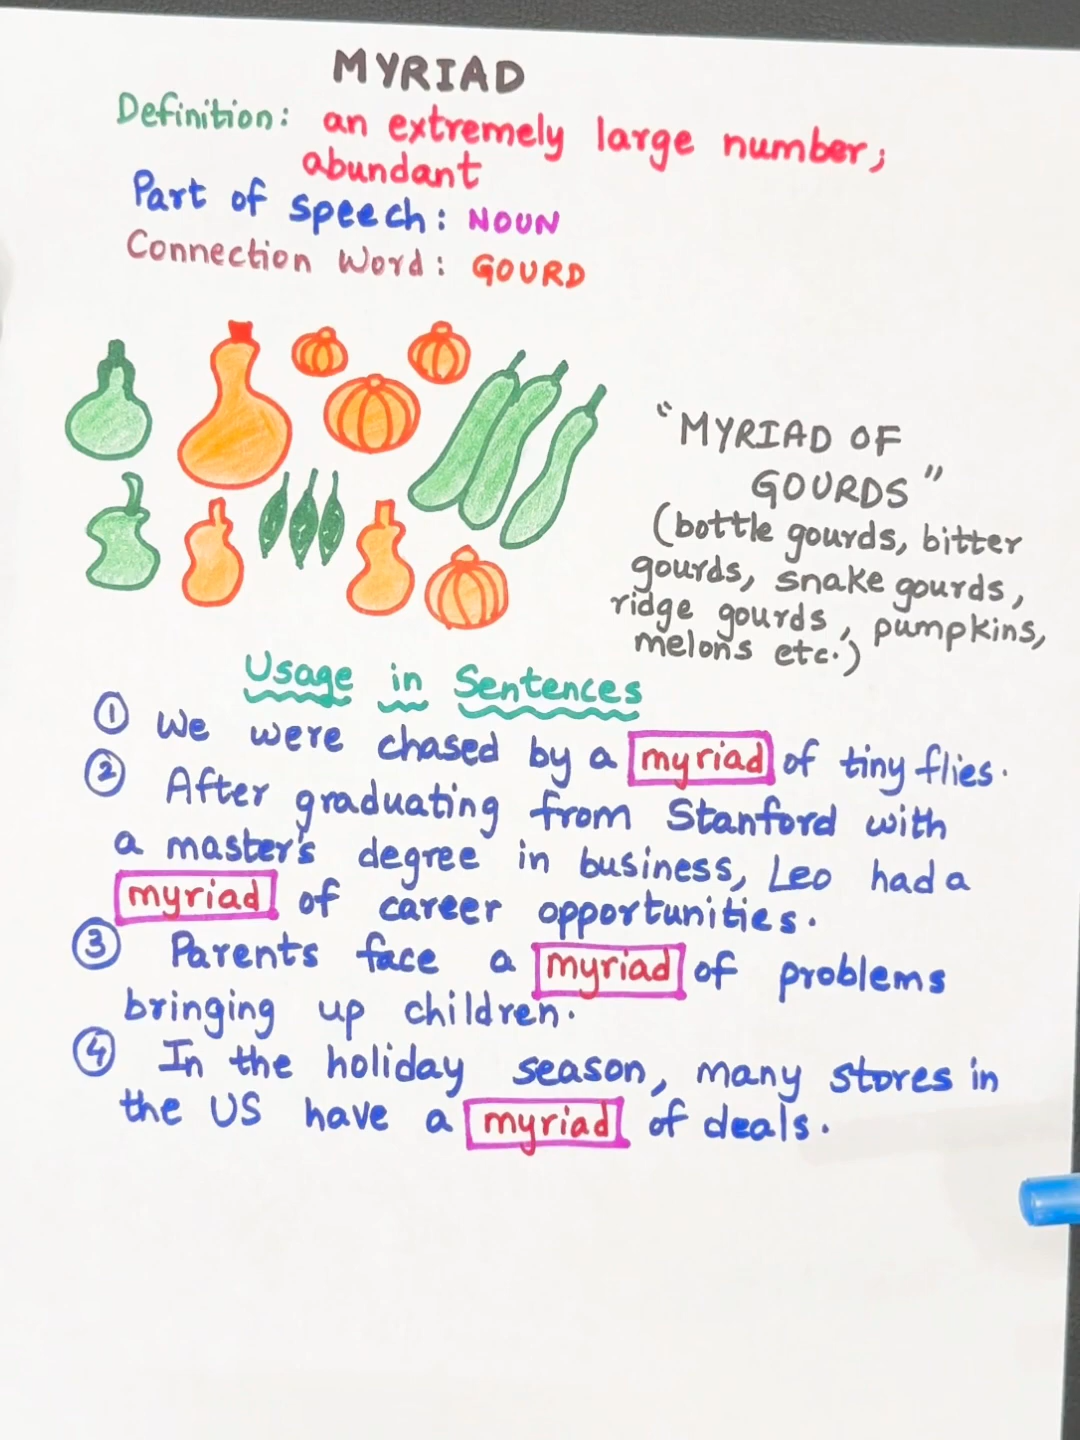 MYRIAD
Definition: an extremely large number;
abundant
Part of speech: NOUN
Connection Word: GOURD
"MYRIAD OF
GOURDS"
(bottle gourds, bitter
gourds, snake gourds,
ridge gourds, pumpkins,
melons etc.)
Usage in Sentences
① We were chased by a myriad of tiny flies.
② After graduating from Stanford with
a master's degree in business, Leo had a
myriad of career opportunities.
③ Parents face a myriad of problems
bringing up children.
④ In the holiday season, many stores in
the US have a myriad of deals.